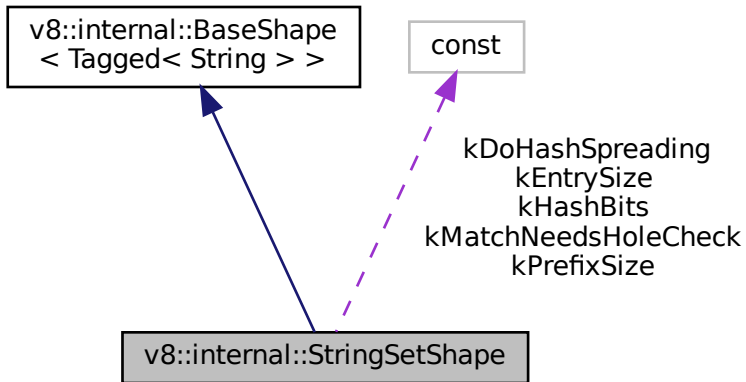 v8::internal::BaseShape
< Tagged< String > >
const
kDoHashSpreading
kEntrySize
kHashBits
kMatchNeedsHoleCheck
kPrefixSize
v8::internal::StringSetShape